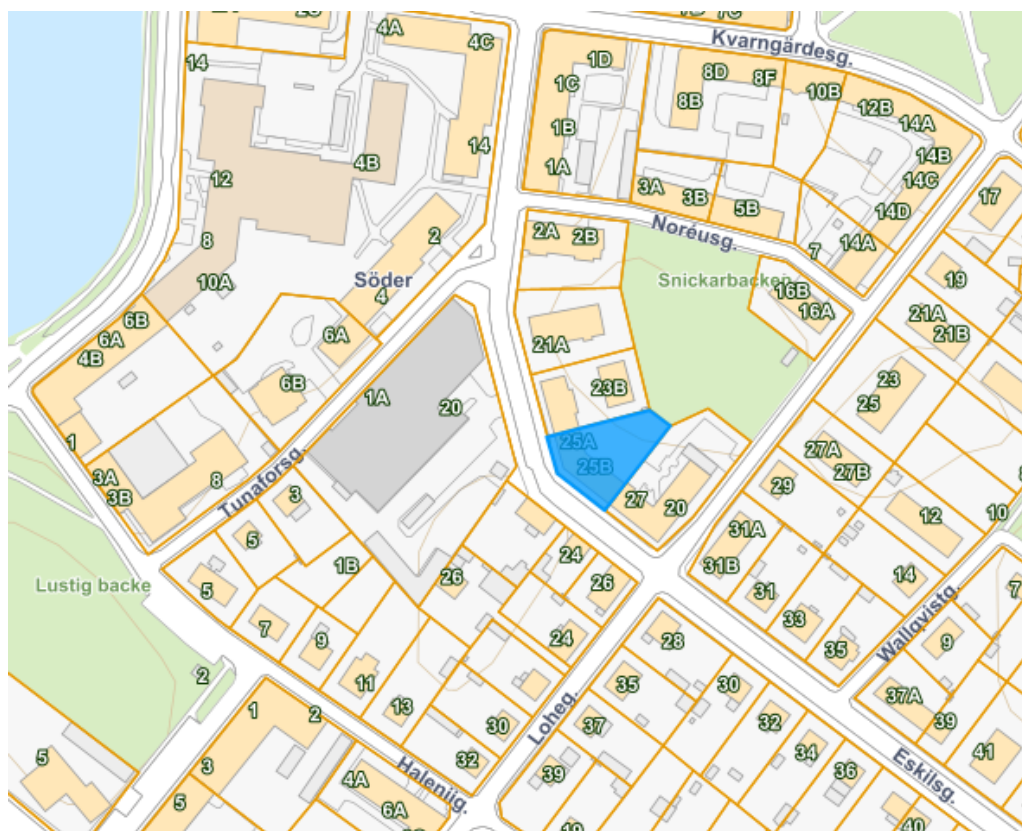 2C
4A
4C
Kvarngärdesg.
14
1D
8D
8F
1C
10B
8B
12B
14A
1B
14
4B
14B
1A
12
3A
3B
14C
17
5B
14D
2A
2B
Noréusg.
2
8
7
14A
Söder
10A
Snickarbacken
19
4
16B
16A
6B
6A
21A
6A
21B
4B
21A
23B
23
1A
20
25
25A
1
27A
25B
27B
3A
8
29
3B
Tunaforsg.
3
27
20
12
10
31A
5
24
1B
31B
Lustig backe
5
26
26
31
14
7
33
9
24
28
Wallqvistg.
9
35
2
11
35
30
37A
13
1
2
30
37
32
39
Loheg.
34
41
5
32
3
Haleniig.
39
36
Eskilsg.
4A
5
6A
40